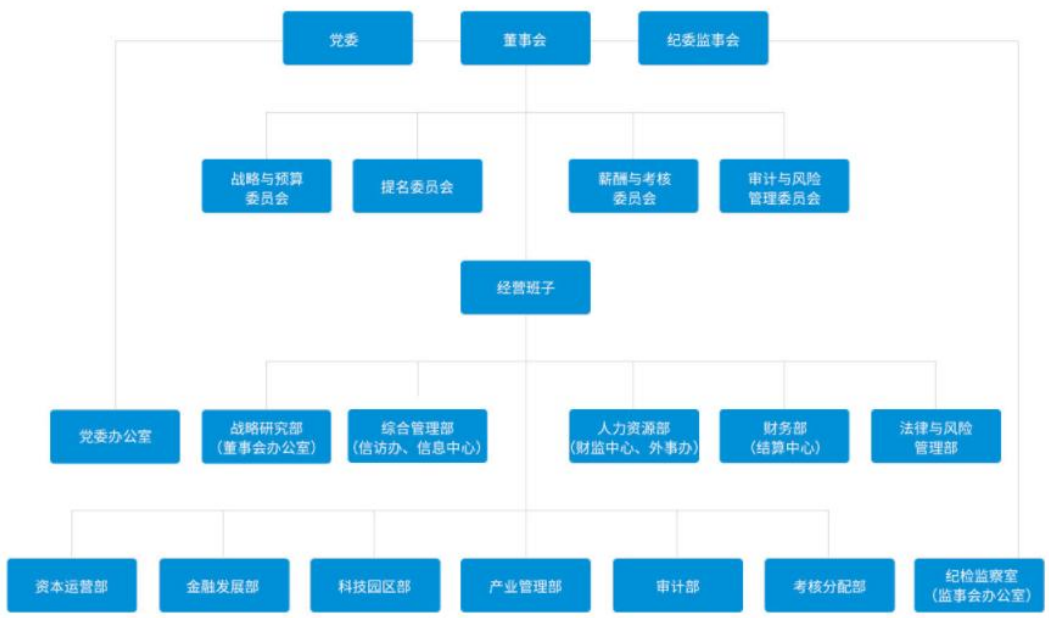 党委
董事会
纪委监事会
战略与预算
委员会
提名委员会
薪酬与考核
委员会
审计与风险
管理委员会
经营班子
党委办公室
战略研究部
(董事会办公室)
综合管理部
(信访办、信息中心)
人力资源部
(财监中心、外事办)
财务部
(结算中心)
法律与风险
管理部
资本运营部
金融发展部
科技园区部
产业管理部
审计部
考核分配部
纪检监察室
(监事会办公室)